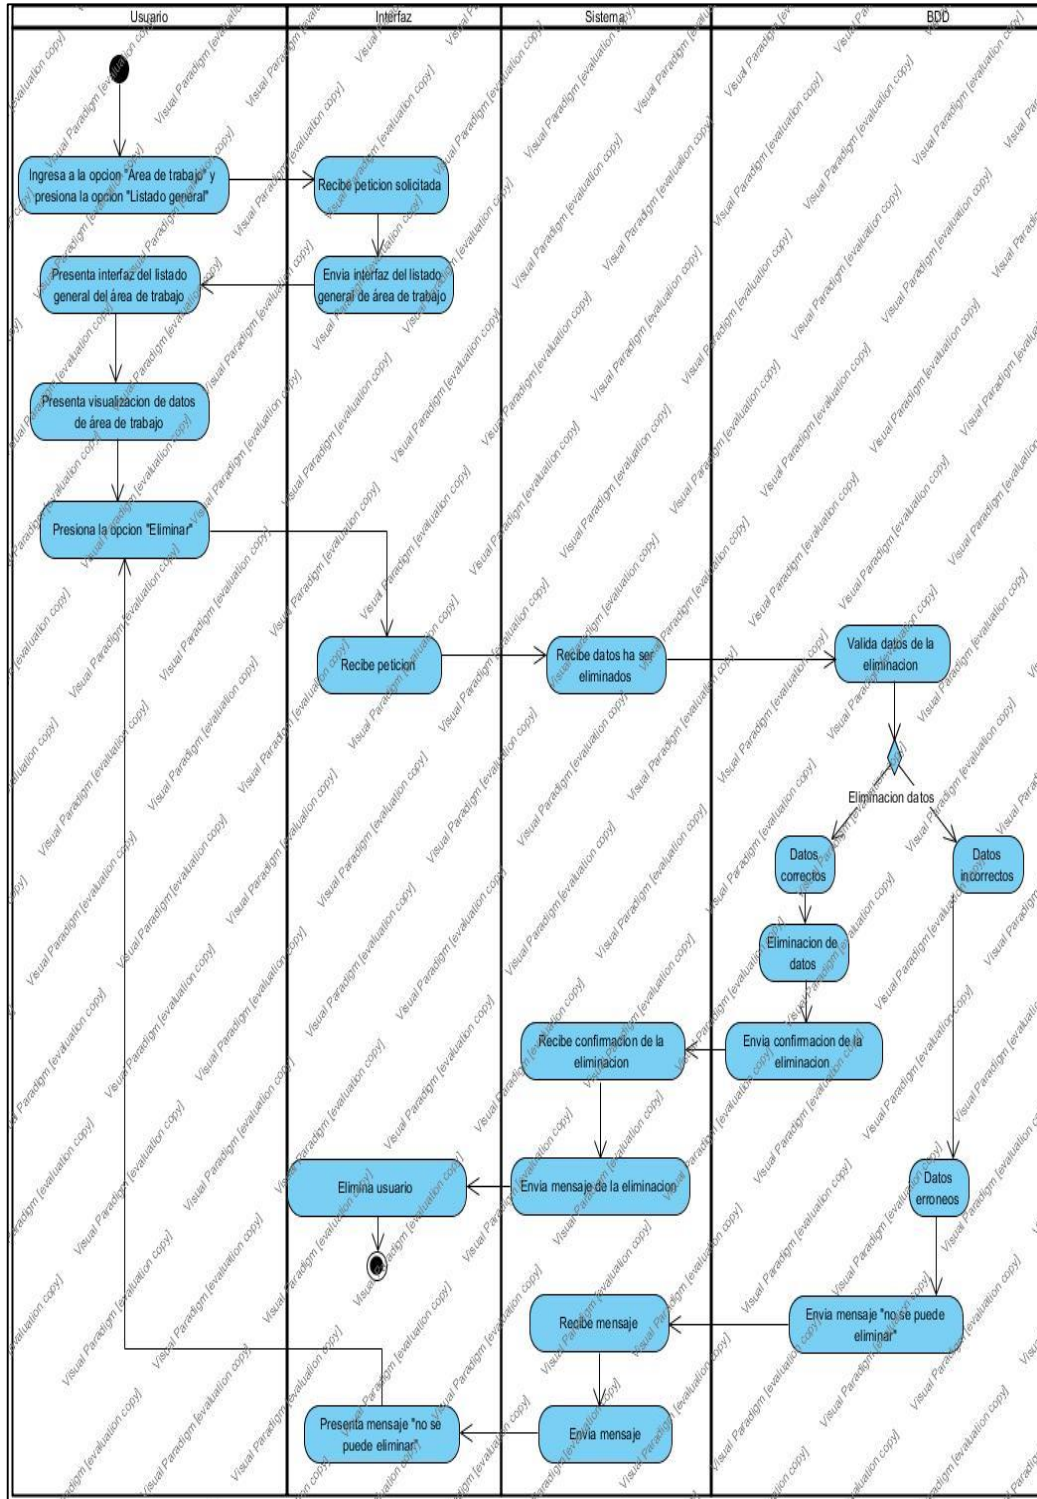 Usuario
Interfaz
Sistema
BDD
Ingresa a la opcion "Área de trabajo" y
presiona la opcion "Listado general"
Recibe peticion solicitada
Presenta interfaz del listado
general del área de trabajo
Envia interfaz del listado
general de área de trabajo
Presenta visualizacion de datos
de área de trabajo
Presiona la opcion "Eliminar"
Recibe peticion
Recibe datos ha ser
eliminados
Valida datos de la
eliminacion
Eliminacion datos
Datos
correctos
Datos
incorrectos
Eliminacion de
datos
Recibe confirmacion de la
eliminacion
Envia confirmacion de la
eliminacion
Elimina usuario
Envia mensaje de la eliminacion
Datos
erroneos
Recibe mensaje
Envia mensaje "no se puede
eliminar"
Presenta mensaje "no se
puede eliminar"
Envia mensaje
Visual Paradigm [evaluation copy]